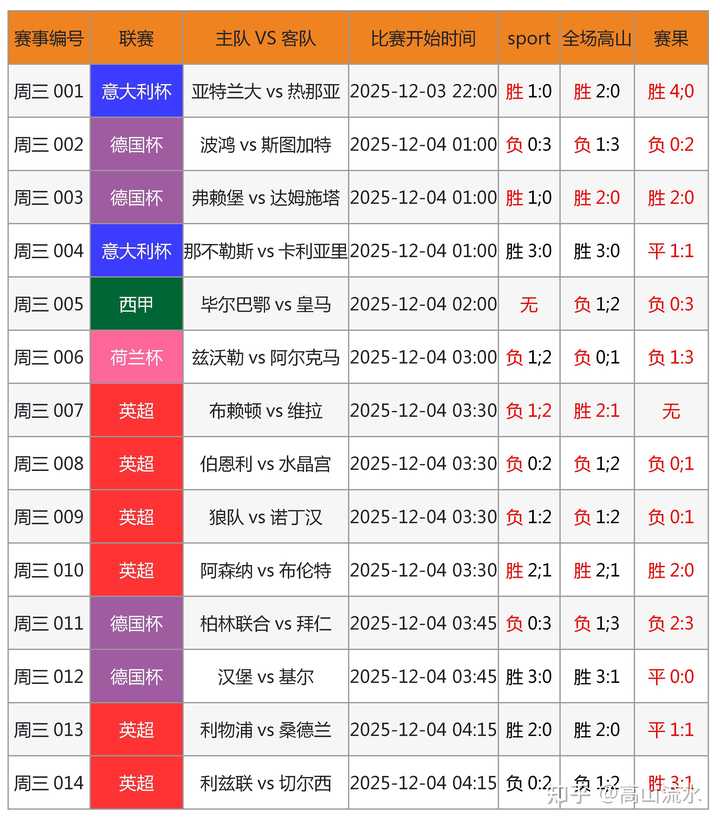 赛事编号 联赛 主队 VS 客队 比赛开始时间 sport 全场高山 赛果
周三 001 意大利杯 亚特兰大 vs 热那亚 2025-12-03 22:00 胜 1:0 胜 2:0 胜 4;0
周三 002 德国杯 波鸿 vs 斯图加特 2025-12-04 01:00 负 0:3 负 1:3 负 0:2
周三 003 德国杯 弗赖堡 vs 达姆施塔 2025-12-04 01:00 胜 1;0 胜 2:0 胜 2:0
周三 004 意大利杯 那不勒斯 vs 卡利亚里 2025-12-04 01:00 胜 3:0 胜 3:0 平 1:1
周三 005 西甲 毕尔巴鄂 vs 皇马 2025-12-04 02:00 无 负 1;2 负 0:3
周三 006 荷兰杯 兹沃勒 vs 阿尔克马 2025-12-04 03:00 负 1;2 负 0;1 负 1:3
周三 007 英超 布赖顿 vs 维拉 2025-12-04 03:30 负 1;2 胜 2:1 无
周三 008 英超 伯恩利 vs 水晶宫 2025-12-04 03:30 负 0:2 负 1;2 负 0;1
周三 009 英超 狼队 vs 诺丁汉 2025-12-04 03:30 负 1:2 负 1:2 负 0:1
周三 010 英超 阿森纳 vs 布伦特 2025-12-04 03:30 胜 2;1 胜 2;1 胜 2:0
周三 011 德国杯 柏林联合 vs 拜仁 2025-12-04 03:45 负 0:3 负 1;3 负 2:3
周三 012 德国杯 汉堡 vs 基尔 2025-12-04 03:45 胜 3:0 胜 3:1 平 0:0
周三 013 英超 利物浦 vs 桑德兰 2025-12-04 04:15 胜 2:0 胜 2:0 平 1:1
周三 014 英超 利兹联 vs 切尔西 2025-12-04 04:15 负 0:2 负 1:2 胜 3:1
知乎 @高山流水